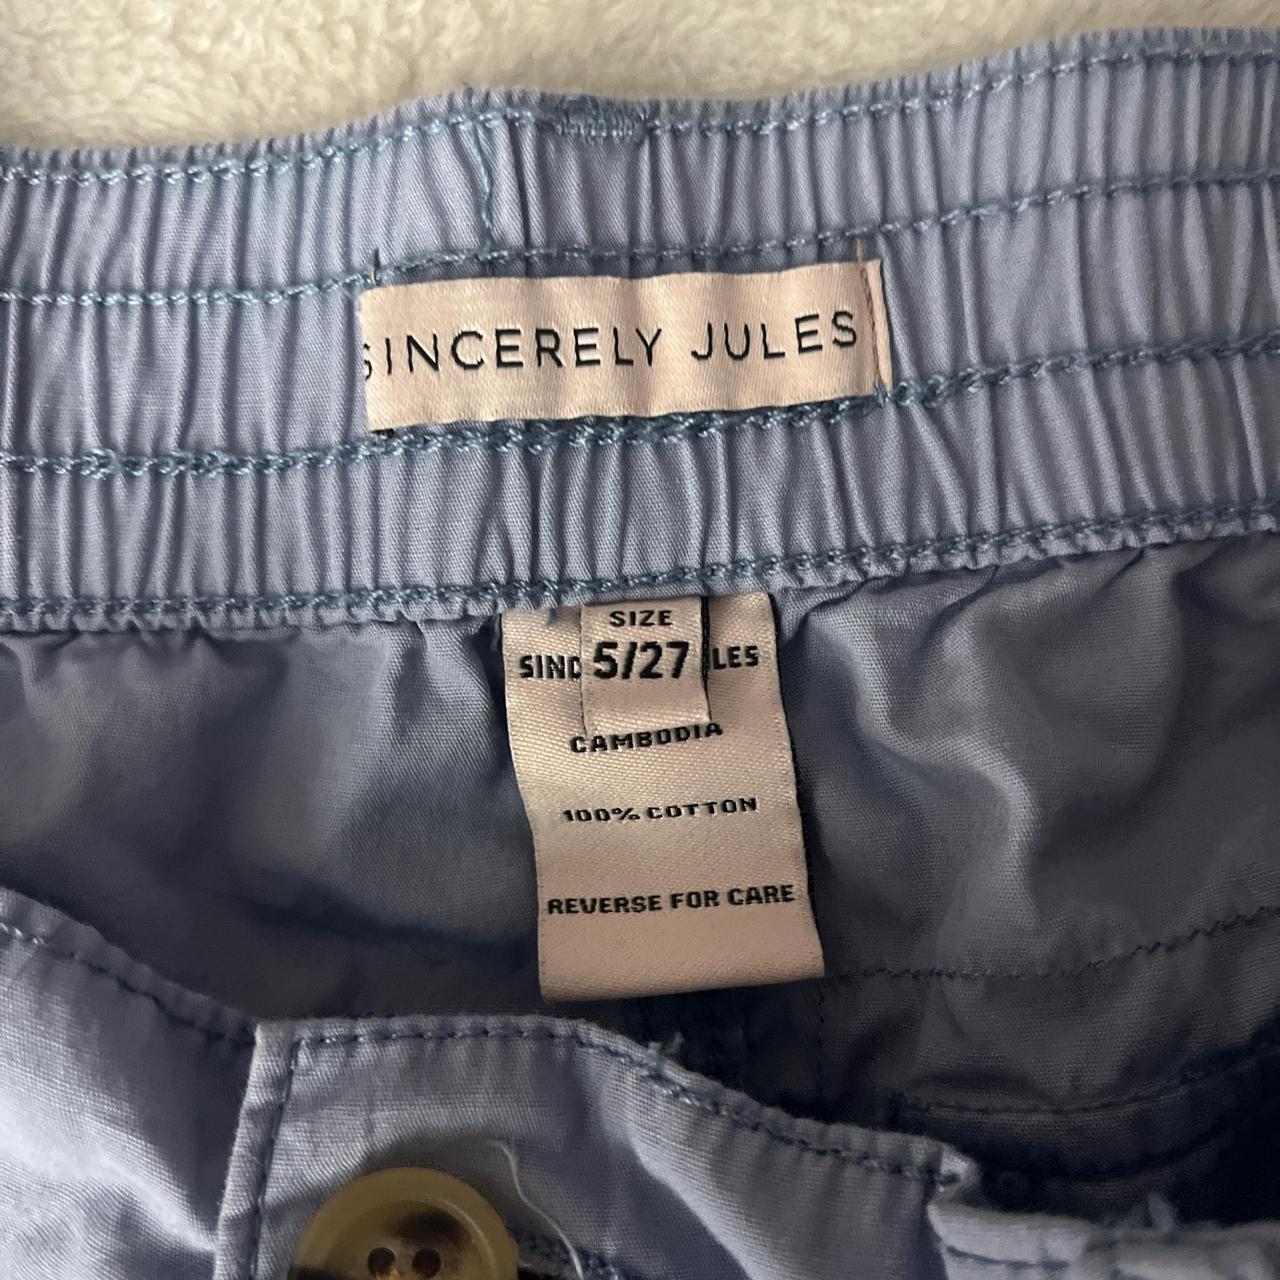 SINCERELY JULES
SIZE
5/27
SINC LES
CAMBODIA
100% COTTON
REVERSE FOR CARE